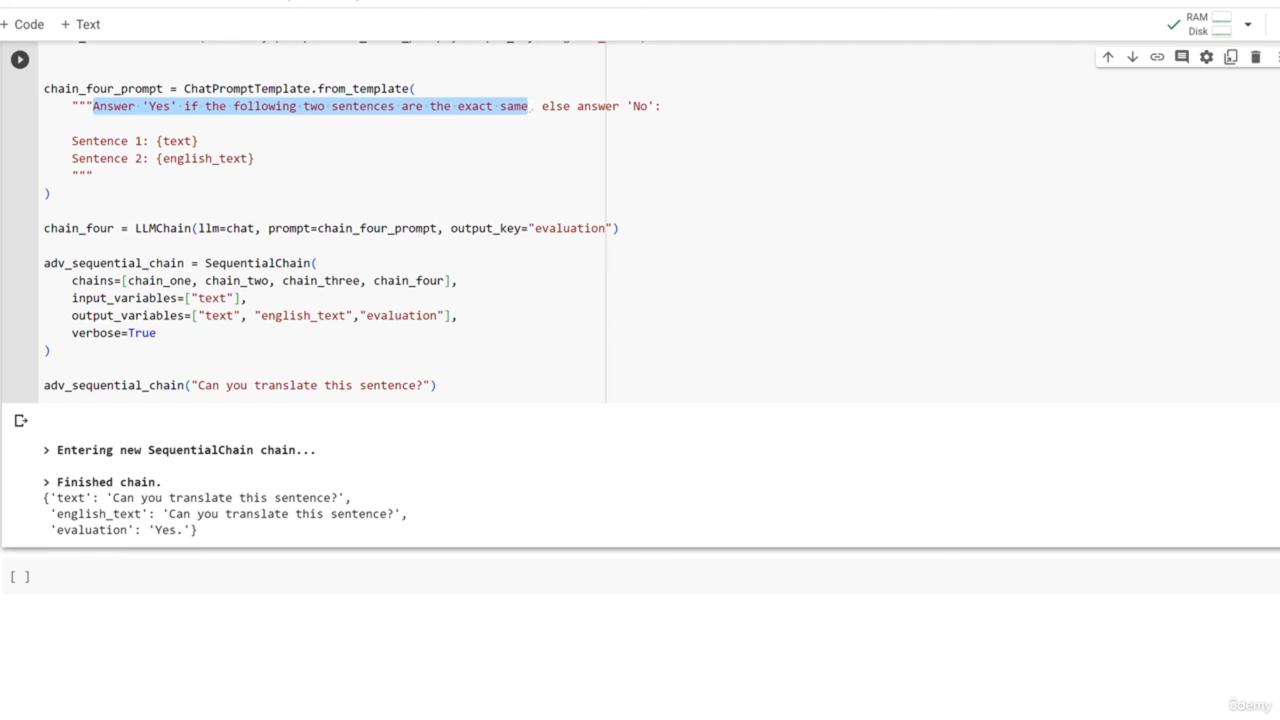 + Code + Text
RAM
Disk
chain_four_prompt = ChatPromptTemplate.from_template(
"""Answer 'Yes' if the following two sentences are the exact same, else answer 'No':
Sentence 1: {text}
Sentence 2: {english_text}
"""
)
chain_four = LLMChain(llm=chat, prompt=chain_four_prompt, output_key="evaluation")
adv_sequential_chain = SequentialChain(
chains=[chain_one, chain_two, chain_three, chain_four],
input_variables=["text"],
output_variables=["text", "english_text","evaluation"],
verbose=True
)
adv_sequential_chain("Can you translate this sentence?")
> Entering new SequentialChain chain...
> Finished chain.
{'text': 'Can you translate this sentence?',
'english_text': 'Can you translate this sentence?',
'evaluation': 'Yes.'}
[ ]
ûdemy